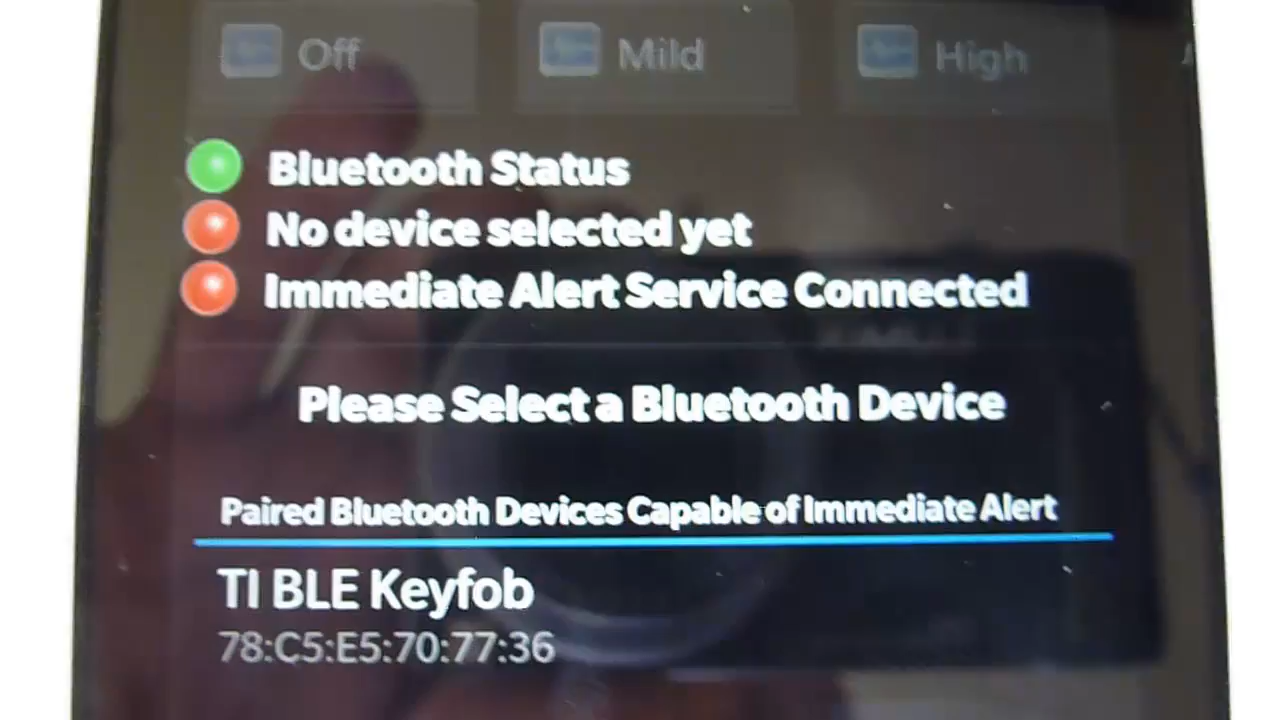 Off Mild High
Bluetooth Status
No device selected yet
Immediate Alert Service Connected
Please Select a Bluetooth Device
Paired Bluetooth Devices Capable of Immediate Alert
TI BLE Keyfob
78:C5:E5:70:77:36